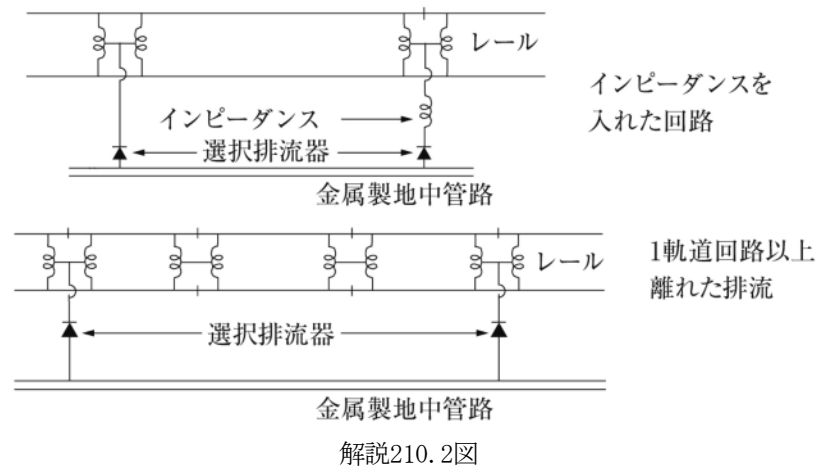 レール
インピーダンスを
入れた回路
インピーダンス
選択排流器
金属製地中管路
レール
1軌道回路以上
離れた排流
選択排流器
金属製地中管路
解説210.2図